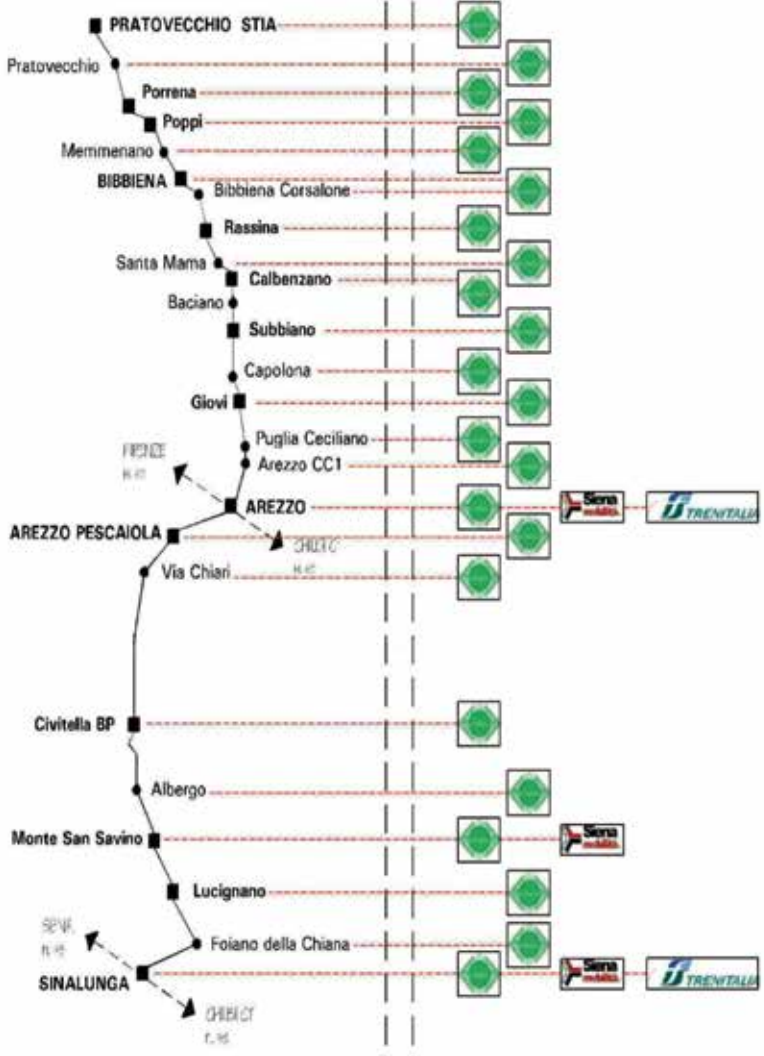 PRATOVECCHIO STIA
Pratovecchio
Porrena
Poppi
Memmenano
BIBBIENA
Bibbiena Corsalone
Rassina
Santa Mama
Calbenzano
Baciano
Subbiano
Capolona
Giovi
Puglia Ceciliano
FIRENZE
Arezzo CC1
AREZZO
Siena
mobilità
TRENITALIA
AREZZO PESCAIOLA
Via Chiari
Civitella BP
Albergo
Monte San Savino
Siena
mobilità
Lucignano
Foiano della Chiana
SINALUNGA
Siena
mobilità
TRENITALIA